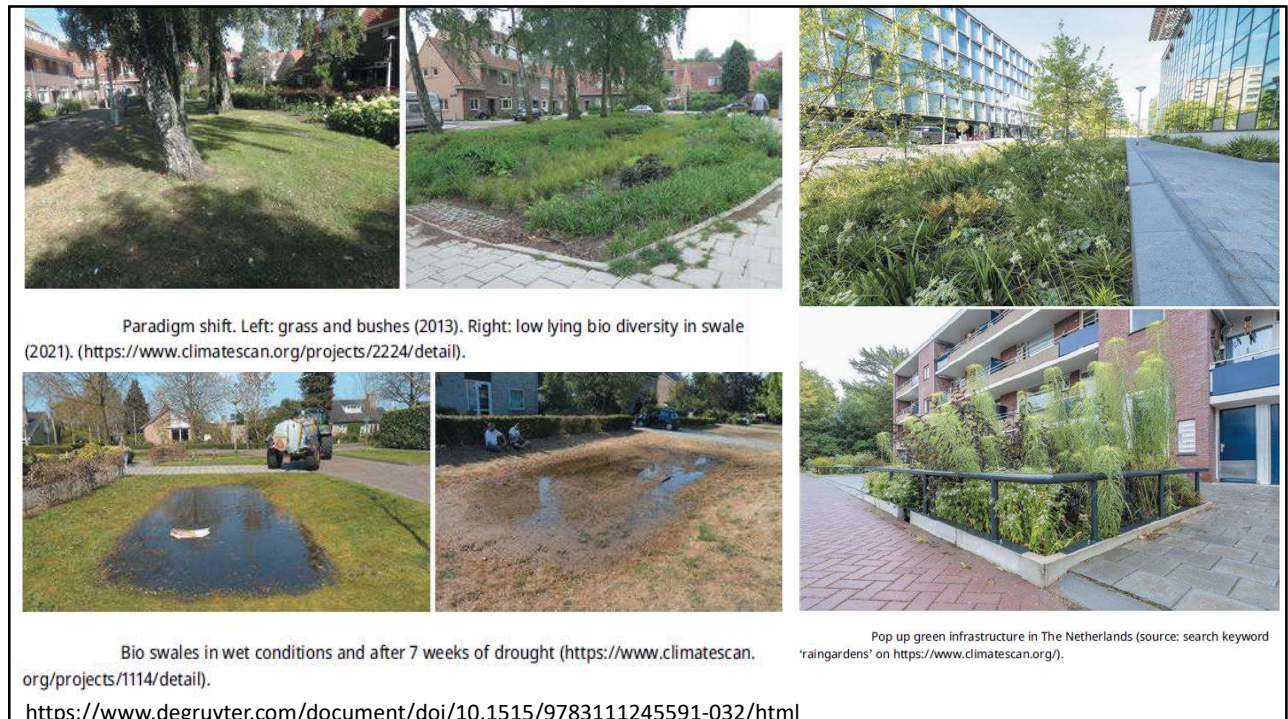 Paradigm shift. Left: grass and bushes (2013). Right: low lying bio diversity in swale
(2021). (https://www.climatescan.org/projects/2224/detail).
Bio swales in wet conditions and after 7 weeks of drought (https://www.climatescan.
org/projects/1114/detail).
Pop up green infrastructure in The Netherlands (source: search keyword
'raingardens' on https://www.climatescan.org/).
https://www.degruyter.com/document/doi/10.1515/9783111245591-032/html